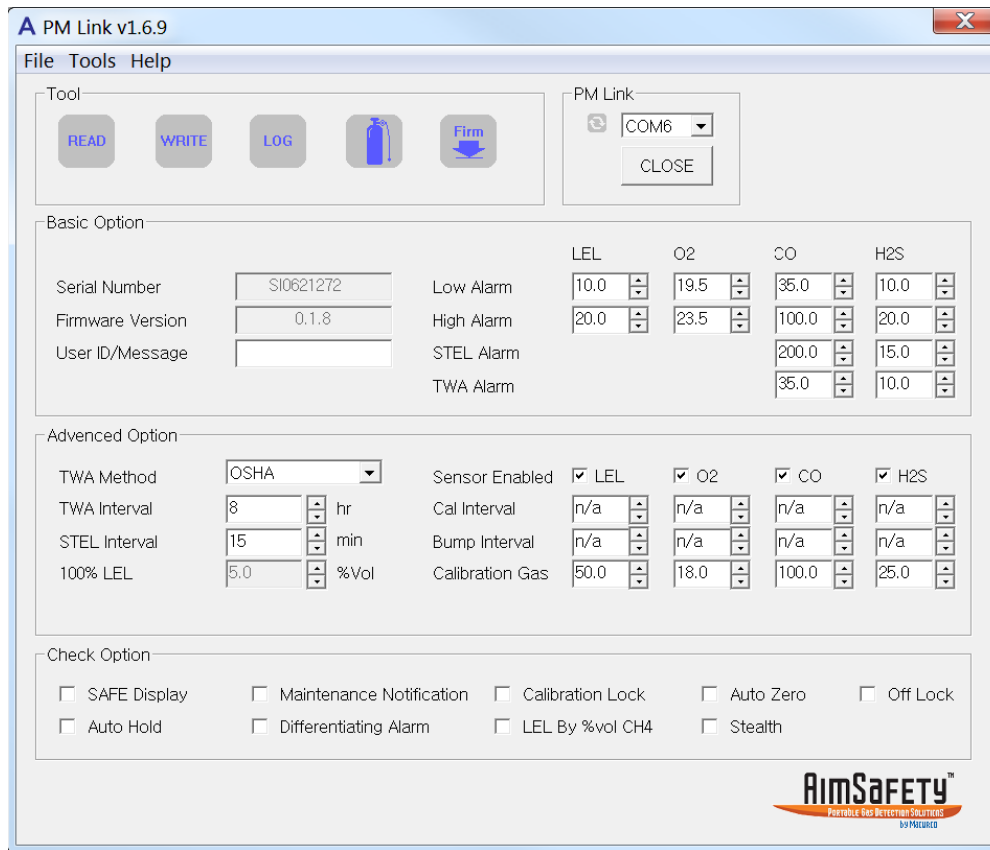 A PM Link v1.6.9
File Tools Help
Tool
READ WRITE LOG Firm
PM Link
COM6
CLOSE
Basic Option
LEL O2 CO H2S
Serial Number SI0621272 Low Alarm 10.0 19.5 35.0 10.0
Firmware Version 0.1.8 High Alarm 20.0 23.5 100.0 20.0
User ID/Message STEL Alarm 200.0 15.0
TWA Alarm 35.0 10.0
Advanced Option
TWA Method OSHA Sensor Enabled LEL O2 CO H2S
TWA Interval 8 hr Cal Interval n/a n/a n/a n/a
STEL Interval 15 min Bump Interval n/a n/a n/a n/a
100% LEL 5.0 %Vol Calibration Gas 50.0 18.0 100.0 25.0
Check Option
SAFE Display Maintenance Notification Calibration Lock Auto Zero Off Lock
Auto Hold Differentiating Alarm LEL By %vol CH4 Stealth
AimSafety™
Portable Gas Detection Solutions
by Macurco